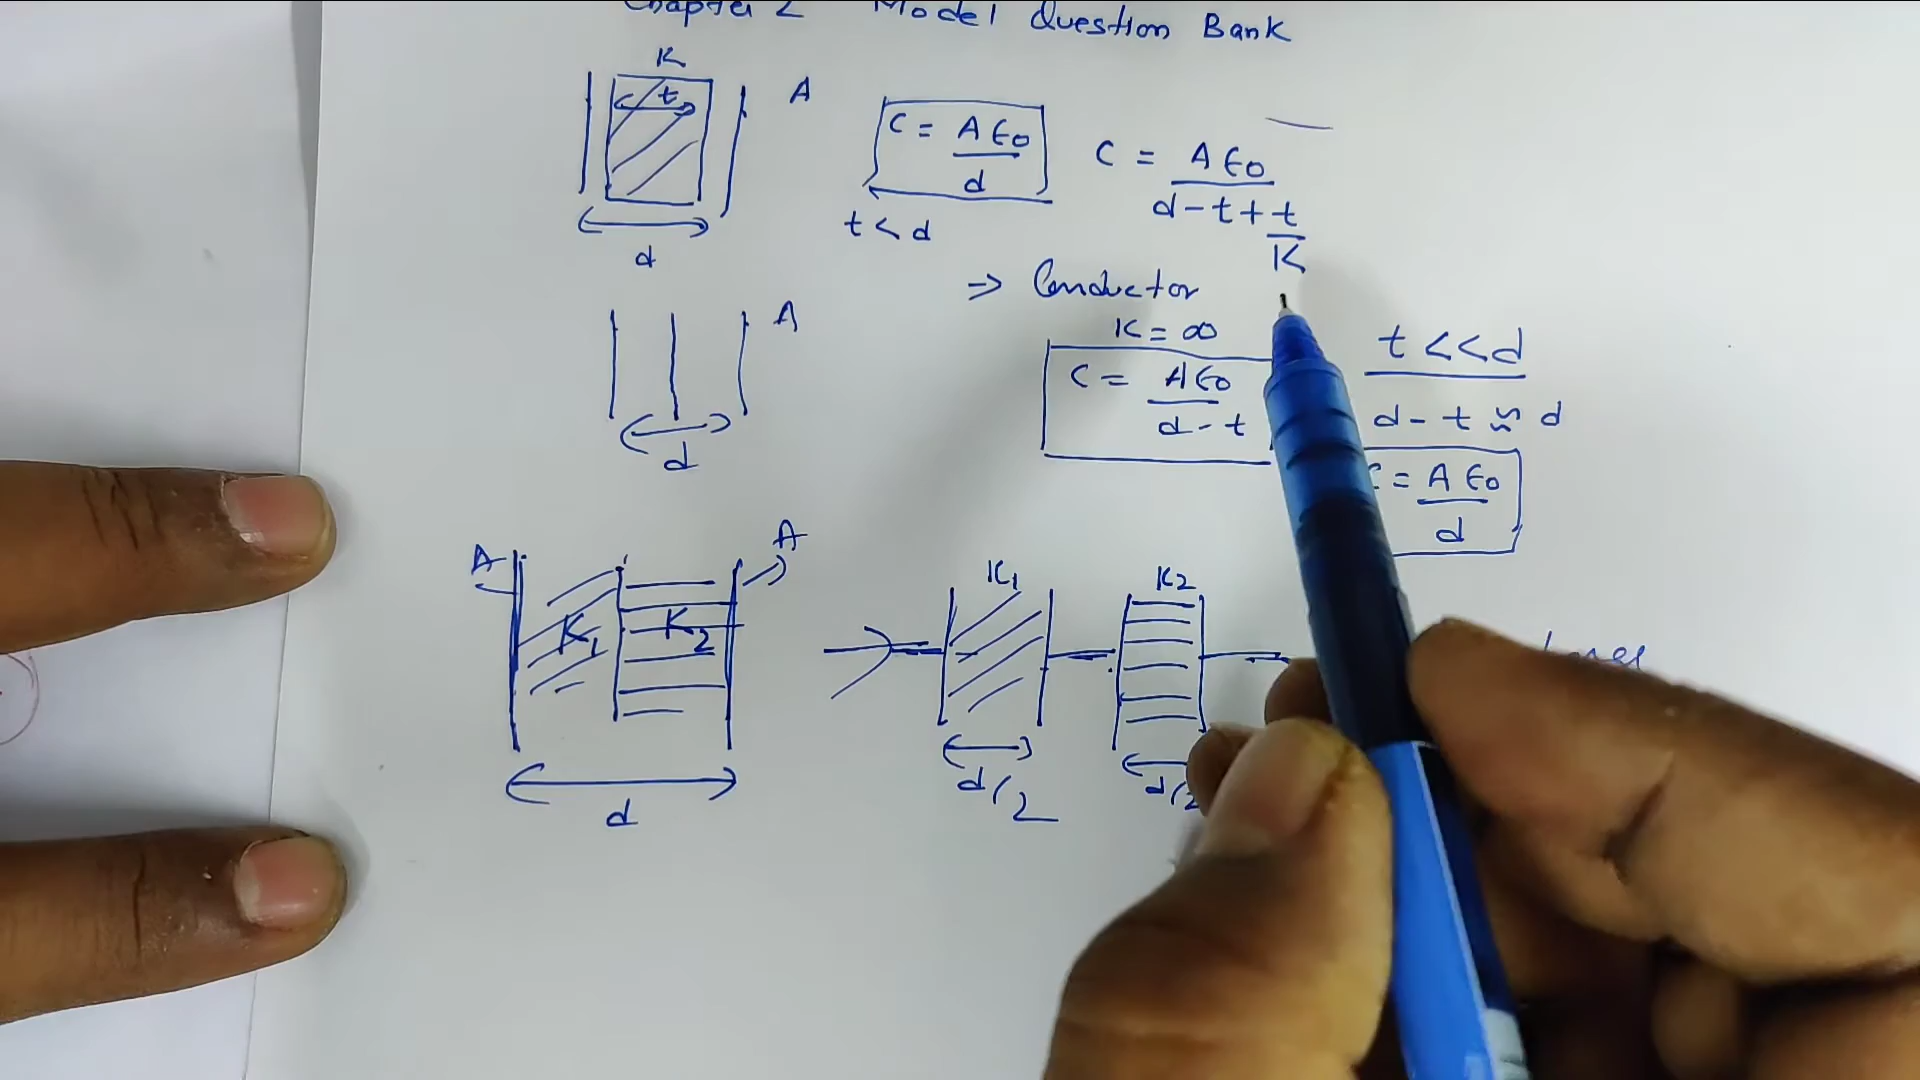 Chapter 2 Model Question Bank
K
t
A
d
C = Aϵ0/d
t < d
C = Aϵ0/(d - t + t/K)
⇒ Conductor
K = ∞
C = Aϵ0/(d - t)
t << d
d - t ≈ d
C = Aϵ0/d
A
d
A
A
K1 K2
d
K1
K2
d/2
d/2